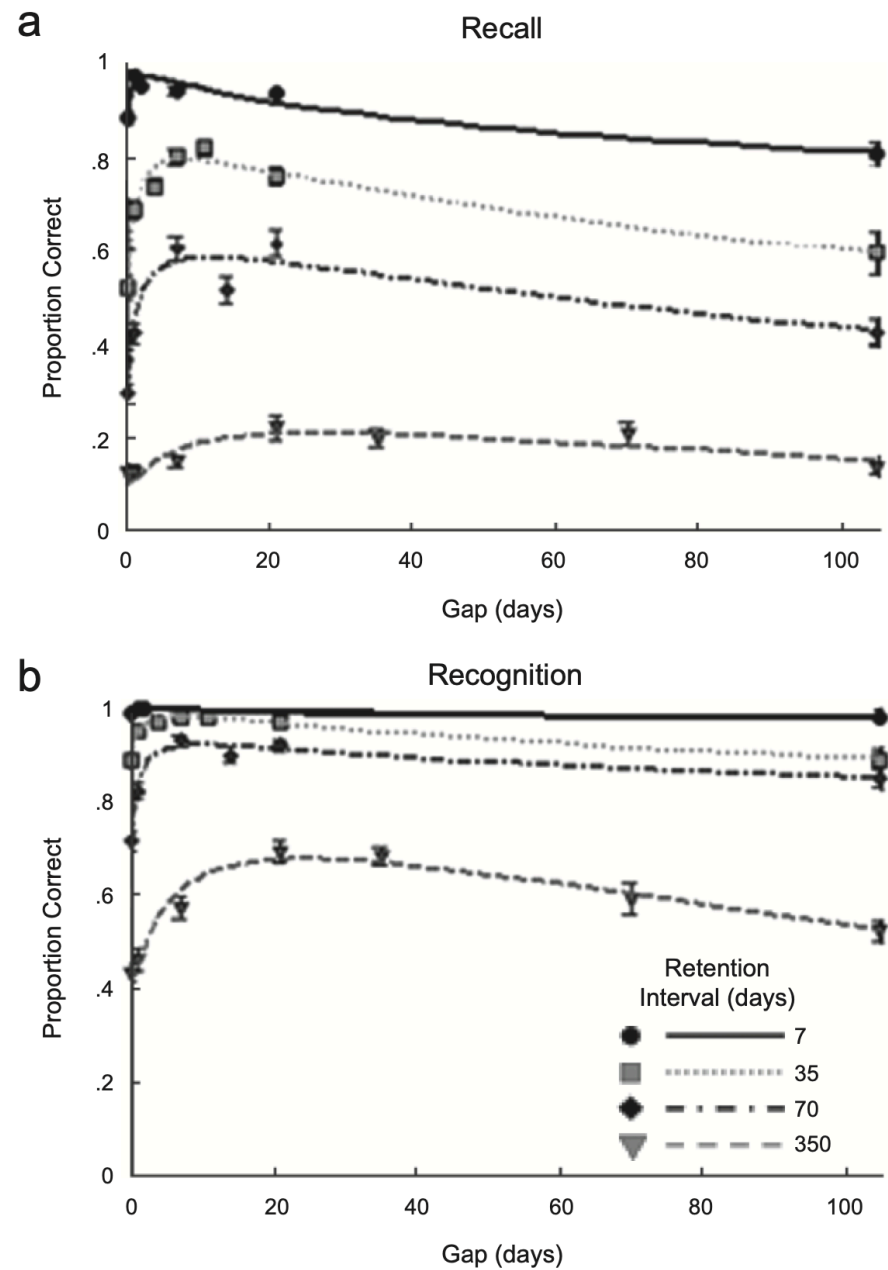 a
Recall
1
.8
.6
.4
.2
0
Proportion Correct
0 20 40 60 80 100
Gap (days)
b
Recognition
1
.8
.6
.4
.2
0
Proportion Correct
Retention
Interval (days)
7
35
70
350
0 20 40 60 80 100
Gap (days)